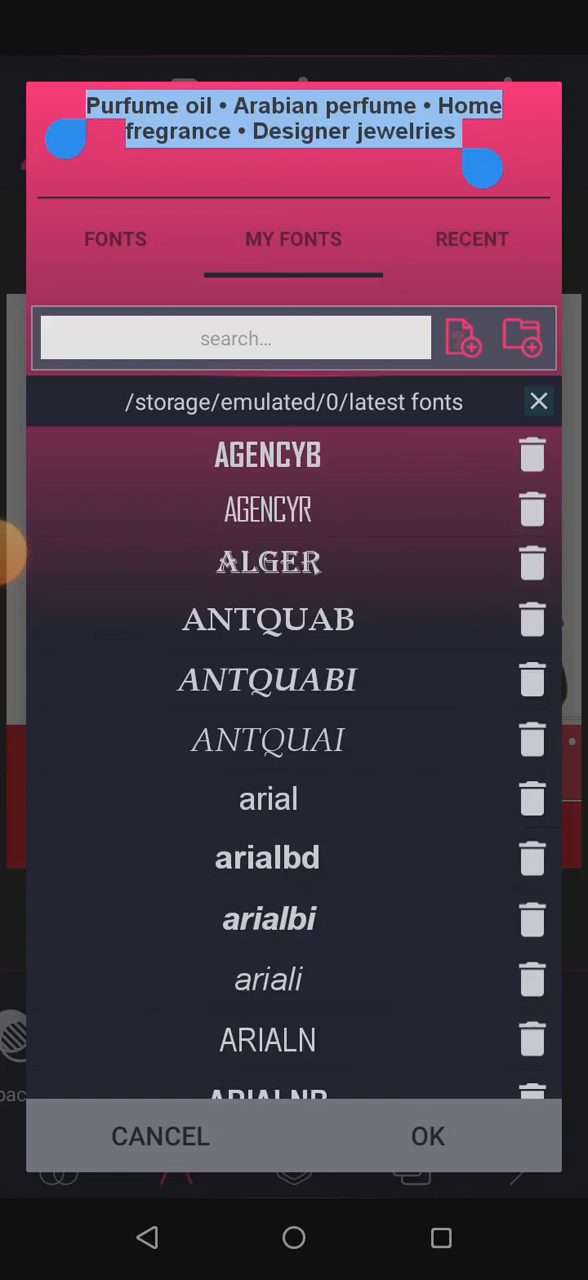 Purfume oil • Arabian perfume • Home
fregrance • Designer jewelries
FONTS MY FONTS RECENT
search...
/storage/emulated/0/latest fonts
AGENCYB
AGENCYR
ALGER
ANTQUAB
ANTQUABI
ANTQUAI
arial
arialbd
arialbi
ariali
ARIALN
CANCEL OK